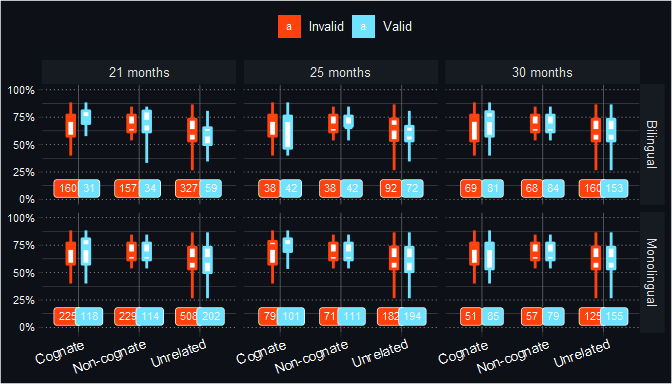 a Invalid a Valid
21 months 25 months 30 months
100%
75%
50%
25%
0%
160 31 157 34 327 59 38 42 38 42 92 72 69 81 68 84 160 153
Bilingual
100%
75%
50%
25%
0%
225 118 229 114 508 202 79 101 71 111 182 194 51 85 57 79 125 155
Monolingual
Cognate Non-cognate Unrelated Cognate Non-cognate Unrelated Cognate Non-cognate Unrelated